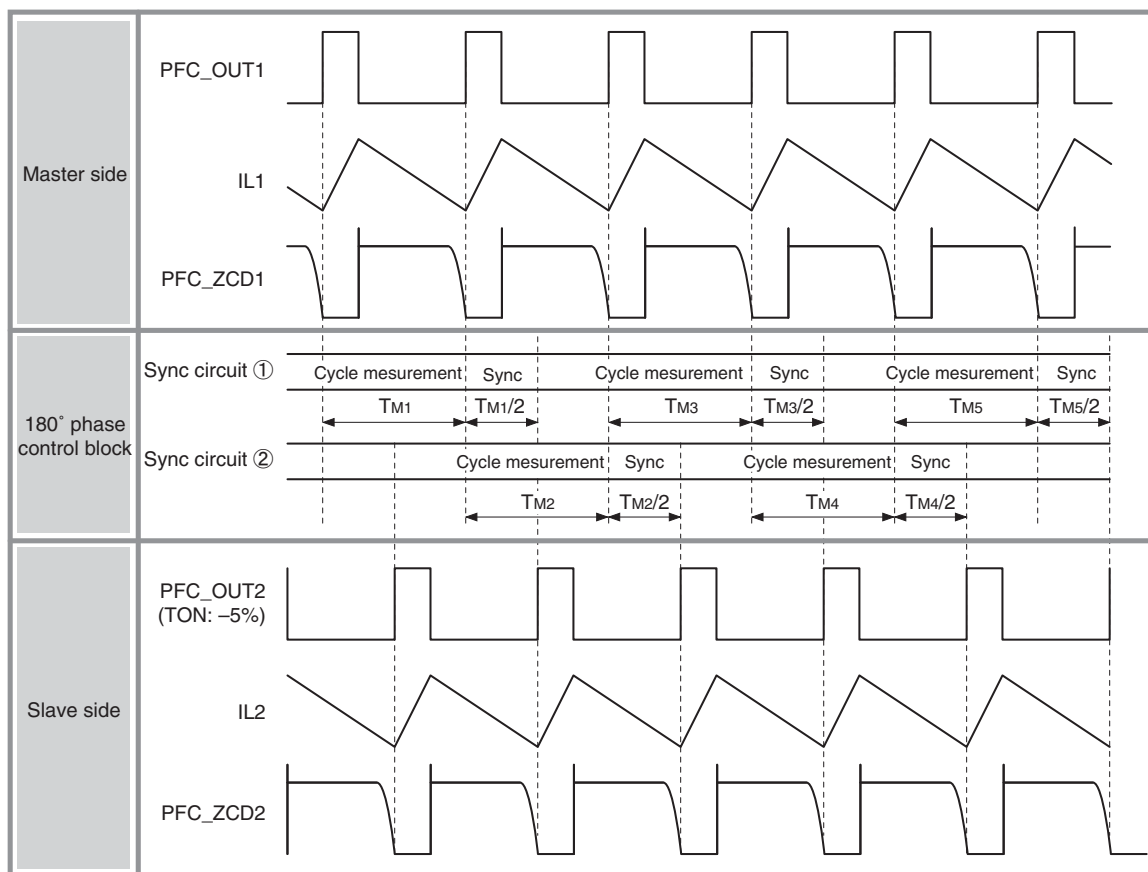 Master side
PFC_OUT1
IL1
PFC_ZCD1
180˚ phase
control block
Sync circuit ①
Cycle mesurement
Sync
Cycle mesurement
Sync
Cycle mesurement
Sync
TM1
TM1/2
TM3
TM3/2
TM5
TM5/2
Sync circuit ②
Cycle mesurement
Sync
Cycle mesurement
Sync
TM2
TM2/2
TM4
TM4/2
Slave side
PFC_OUT2
(TON: –5%)
IL2
PFC_ZCD2